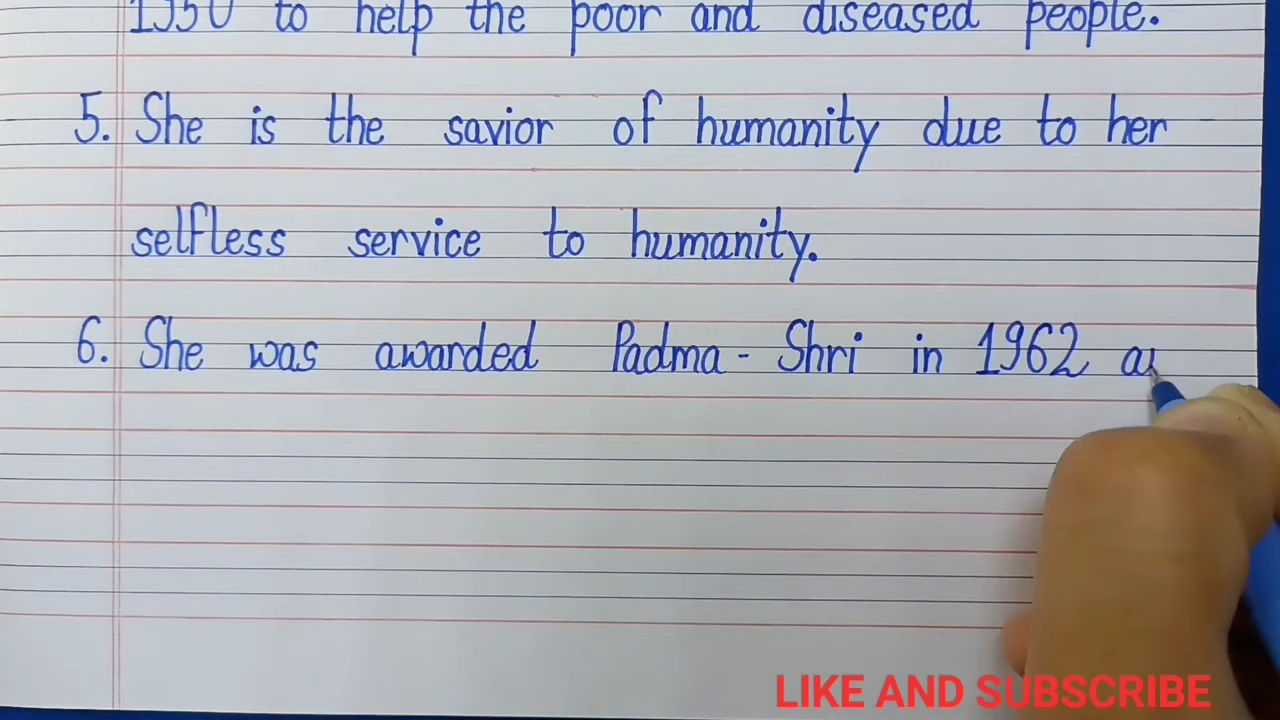 1950 to help the poor and diseased people.
5. She is the savior of humanity due to her
selfless service to humanity.
6. She was awarded Padma - Shri in 1962
LIKE AND SUBSCRIBE